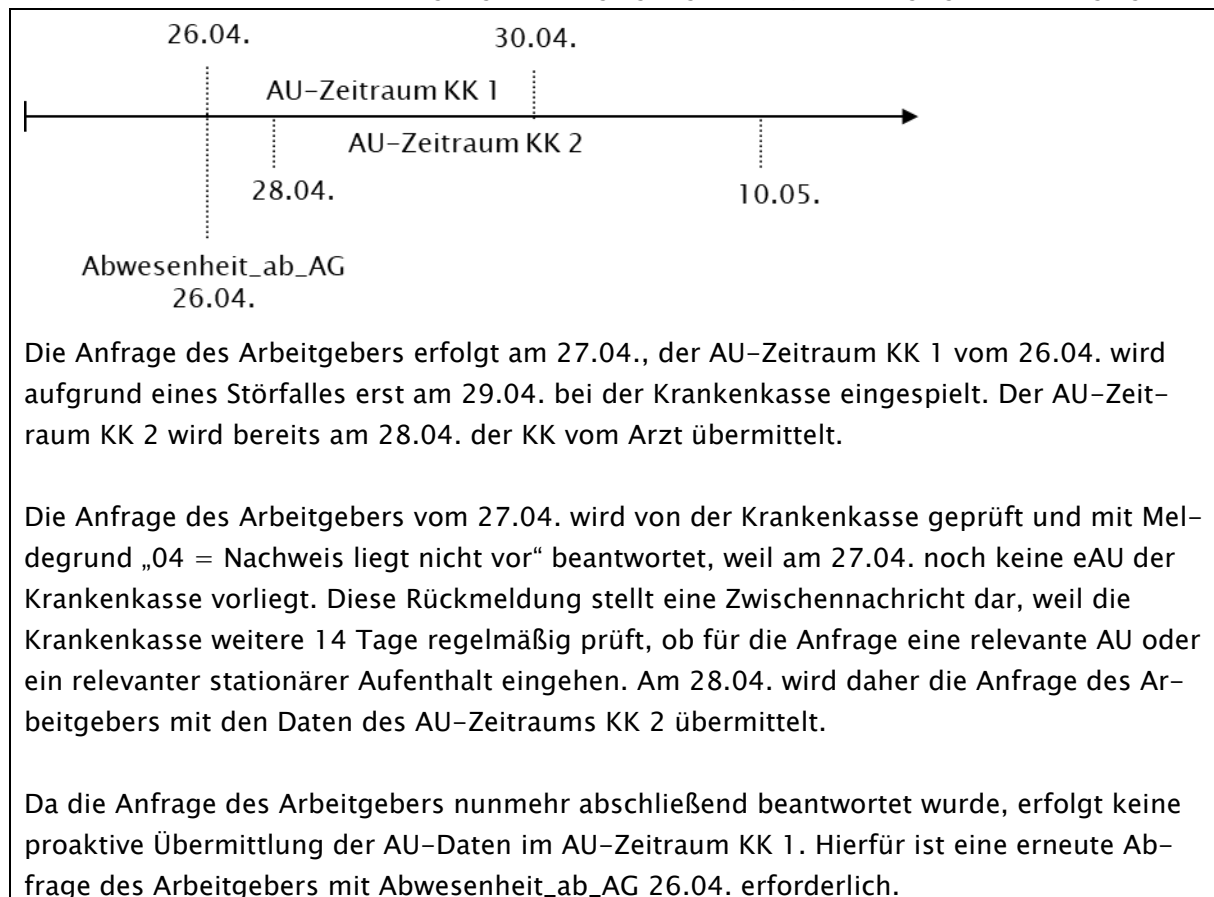 26.04. 30.04.
AU-Zeitraum KK 1
AU-Zeitraum KK 2
28.04. 10.05.
Abwesenheit_ab_AG
26.04.
Die Anfrage des Arbeitgebers erfolgt am 27.04., der AU-Zeitraum KK 1 vom 26.04. wird
aufgrund eines Störfalles erst am 29.04. bei der Krankenkasse eingespielt. Der AU-Zeit-
raum KK 2 wird bereits am 28.04. der KK vom Arzt übermittelt.
Die Anfrage des Arbeitgebers vom 27.04. wird von der Krankenkasse geprüft und mit Mel-
degrund „04 = Nachweis liegt nicht vor“ beantwortet, weil am 27.04. noch keine eAU der
Krankenkasse vorliegt. Diese Rückmeldung stellt eine Zwischennachricht dar, weil die
Krankenkasse weitere 14 Tage regelmäßig prüft, ob für die Anfrage eine relevante AU oder
ein relevanter stationärer Aufenthalt eingehen. Am 28.04. wird daher die Anfrage des Ar-
beitgebers mit den Daten des AU-Zeitraums KK 2 übermittelt.
Da die Anfrage des Arbeitgebers nunmehr abschließend beantwortet wurde, erfolgt keine
proaktive Übermittlung der AU-Daten im AU-Zeitraum KK 1. Hierfür ist eine erneute Ab-
frage des Arbeitgebers mit Abwesenheit_ab_AG 26.04. erforderlich.